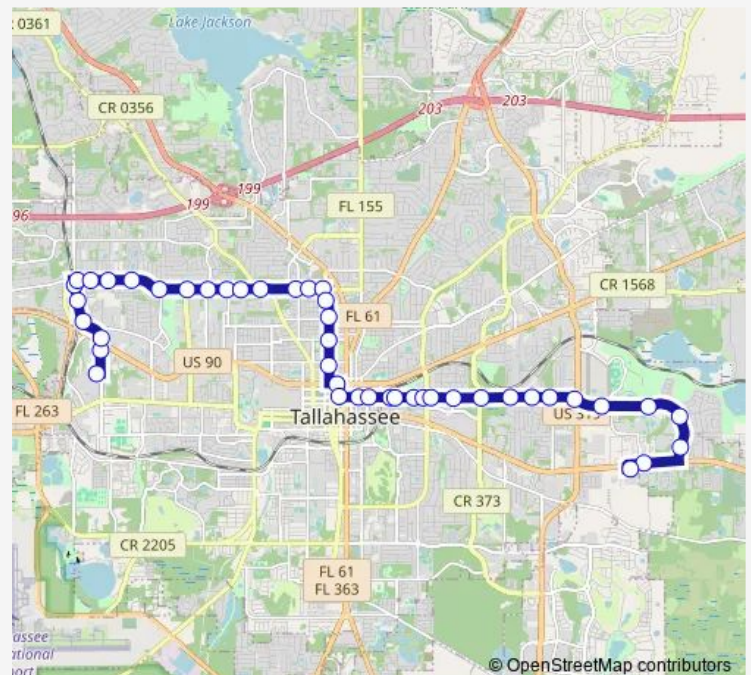 0361
Lake Jackson
CR 0356
203
203
199
199
96
FL 155
CR 1568
FL 61
US 90
FL 263
Tallahassee
US 319
CR 373
CR 2205
FL 61
FL 363
assee
ational
port
© OpenStreetMap contributors